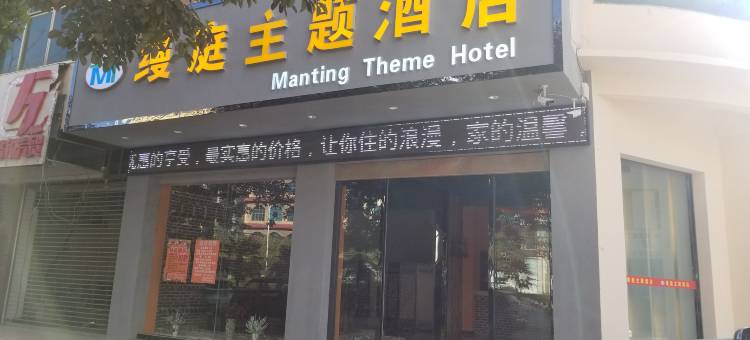 缦庭主题酒店
Manting Theme Hotel
惠的享受，最实惠的价格，让你住的浪漫，家的温馨